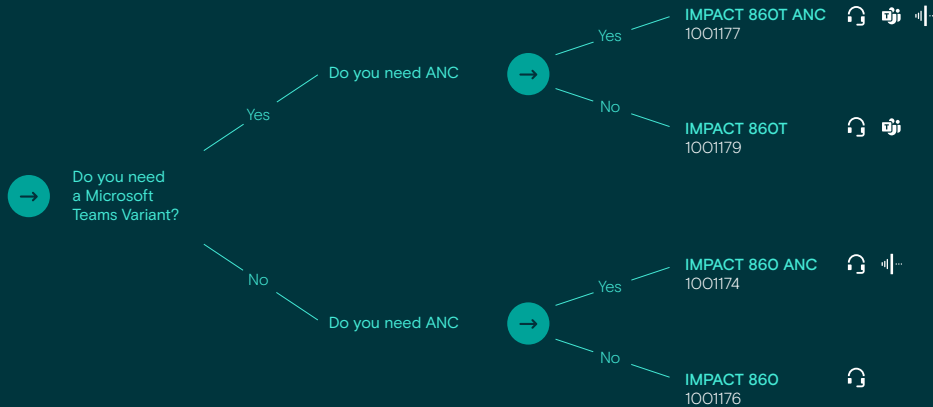 IMPACT 860T ANC
1001177
Yes
Do you need ANC
No
Yes
IMPACT 860T
1001179
Do you need
a Microsoft
Teams Variant?
No
IMPACT 860 ANC
1001174
Yes
Do you need ANC
No
IMPACT 860
1001176